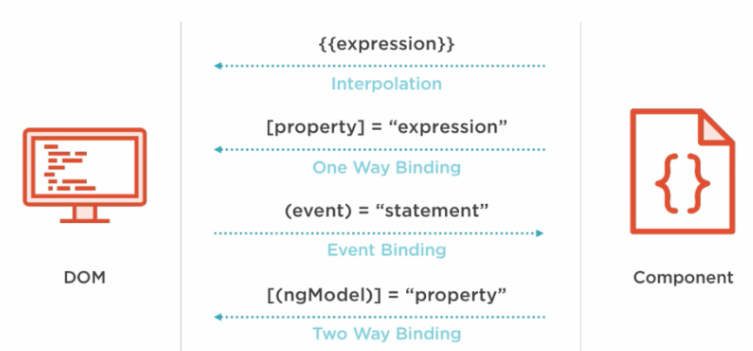 {{expression}}
Interpolation
[property] = “expression”
One Way Binding
(event) = “statement”
Event Binding
DOM
Component
[(ngModel)] = “property”
Two Way Binding